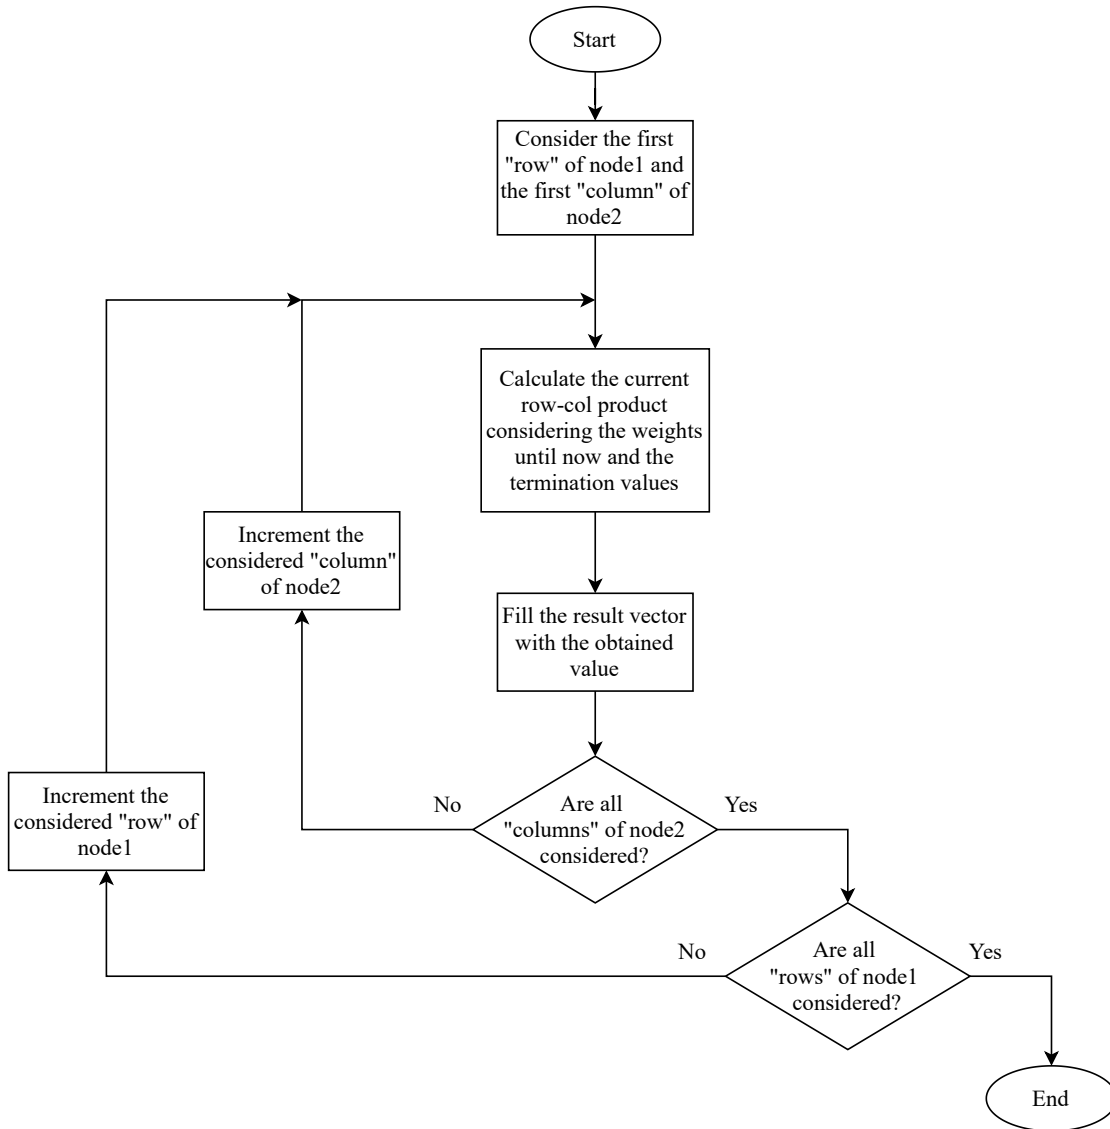 Start
Consider the first
"row" of node1 and
the first "column" of
node2
Calculate the current
row-col product
considering the weights
until now and the
termination values
Increment the
considered "column"
of node2
Fill the result vector
with the obtained
value
Increment the
considered "row" of
node1
No
Are all
"columns" of node2
considered?
Yes
No
Are all
"rows" of node1
considered?
Yes
End